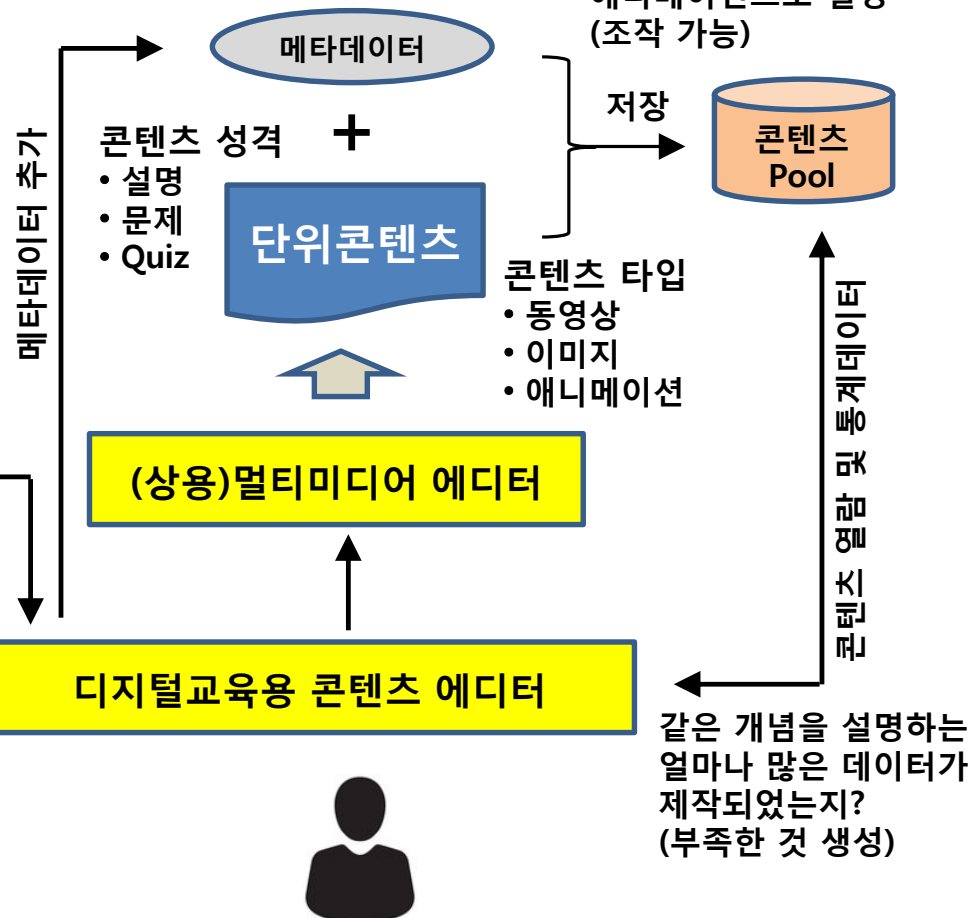 (조작 가능)
메타데이터
저장
콘텐츠
Pool
메타데이터 추가
콘텐츠 성격
+
• 설명
• 문제
• Quiz
단위콘텐츠
콘텐츠 타입
• 동영상
• 이미지
• 애니메이션
콘텐츠 열람 및 통계데이터
(상용)멀티미디어 에디터
디지털교육용 콘텐츠 에디터
같은 개념을 설명하는
얼마나 많은 데이터가
제작되었는지?
(부족한 것 생성)